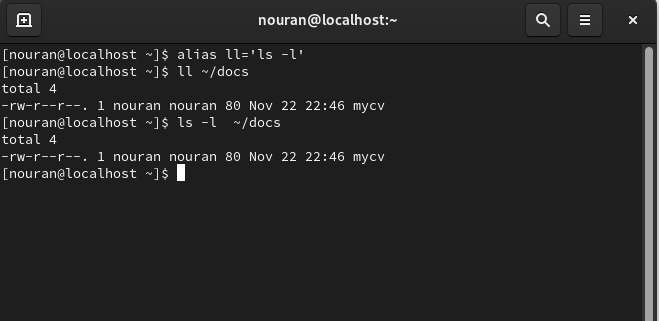 nouran@localhost:~
[nouran@localhost ~]$ alias ll='ls -l'
[nouran@localhost ~]$ ll ~/docs
total 4
-rw-r--r--. 1 nouran nouran 80 Nov 22 22:46 mycv
[nouran@localhost ~]$ ls -l  ~/docs
total 4
-rw-r--r--. 1 nouran nouran 80 Nov 22 22:46 mycv
[nouran@localhost ~]$